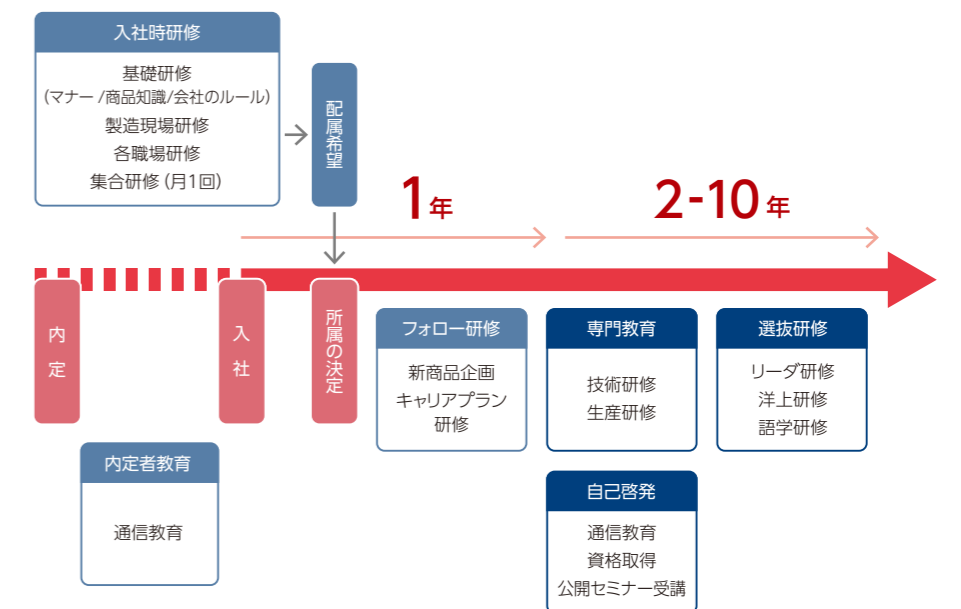 入社時研修
基礎研修
(マナー/商品知識/会社のルール)
製造現場研修
各職場研修
集合研修(月1回)
配属希望
1年
2-10年
内定
入社
所属の決定
内定者教育
通信教育
フォロー研修
新商品企画
キャリアプラン
研修
専門教育
技術研修
生産研修
選抜研修
リーダ研修
洋上研修
語学研修
自己啓発
通信教育
資格取得
公開セミナー受講